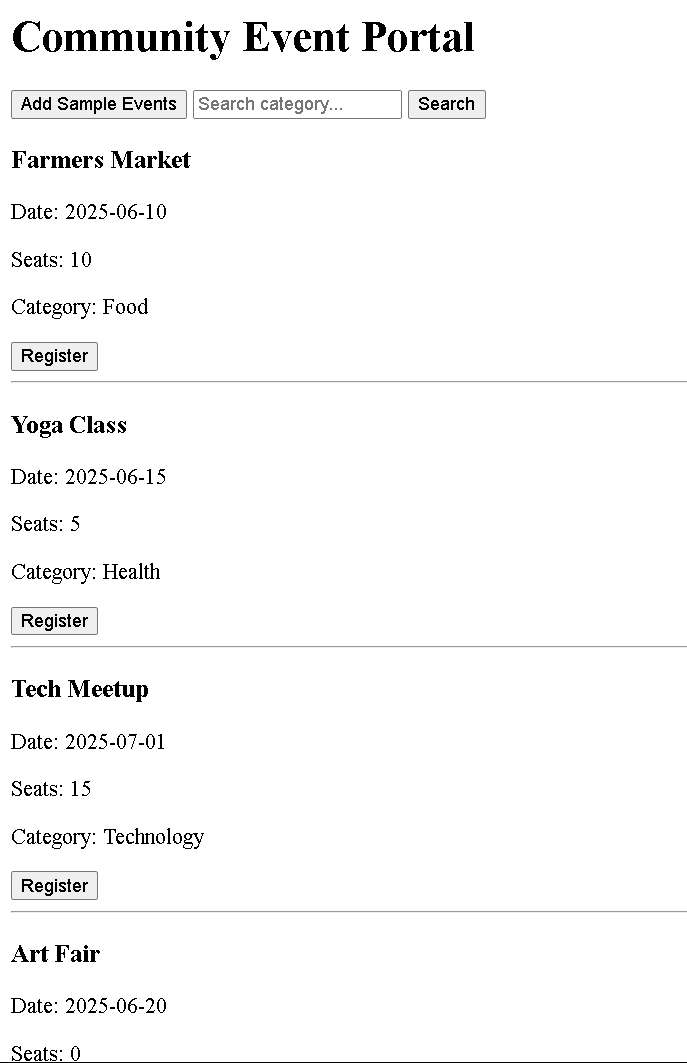 Community Event Portal
Add Sample Events Search category... Search
Farmers Market
Date: 2025-06-10
Seats: 10
Category: Food
Register
Yoga Class
Date: 2025-06-15
Seats: 5
Category: Health
Register
Tech Meetup
Date: 2025-07-01
Seats: 15
Category: Technology
Register
Art Fair
Date: 2025-06-20
Seats: 0